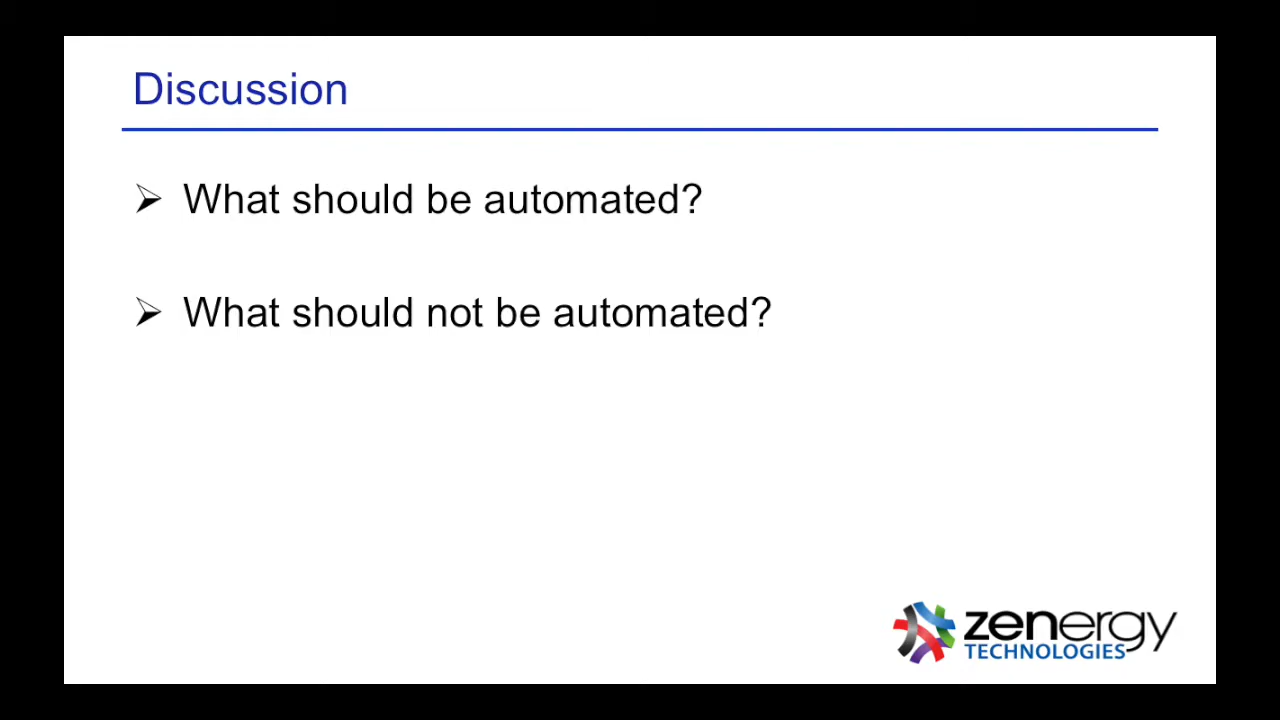 Discussion
➢ What should be automated?
➢ What should not be automated?
zenergy
TECHNOLOGIES